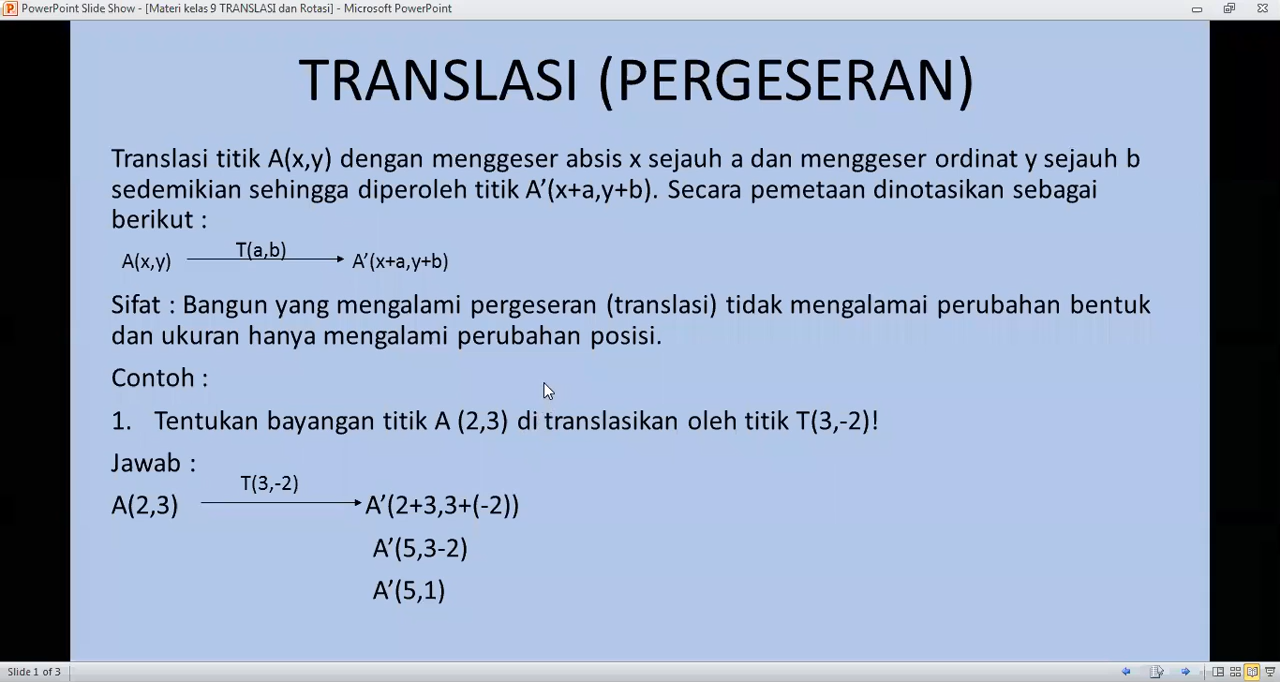 PowerPoint Slide Show - [Materi kelas 9 TRANSLASI dan Rotasi] - Microsoft PowerPoint
TRANSLASI (PERGESERAN)
Translasi titik A(x,y) dengan menggeser absis x sejauh a dan menggeser ordinat y sejauh b
sedemikian sehingga diperoleh titik A’(x+a,y+b). Secara pemetaan dinotasikan sebagai
berikut :
T(a,b)
A(x,y) A’(x+a,y+b)
Sifat : Bangun yang mengalami pergeseran (translasi) tidak mengalamai perubahan bentuk
dan ukuran hanya mengalami perubahan posisi.
Contoh :
1. Tentukan bayangan titik A (2,3) di translasikan oleh titik T(3,-2)!
Jawab :
T(3,-2)
A(2,3) A’(2+3,3+(-2))
A’(5,3-2)
A’(5,1)
Slide 1 of 3